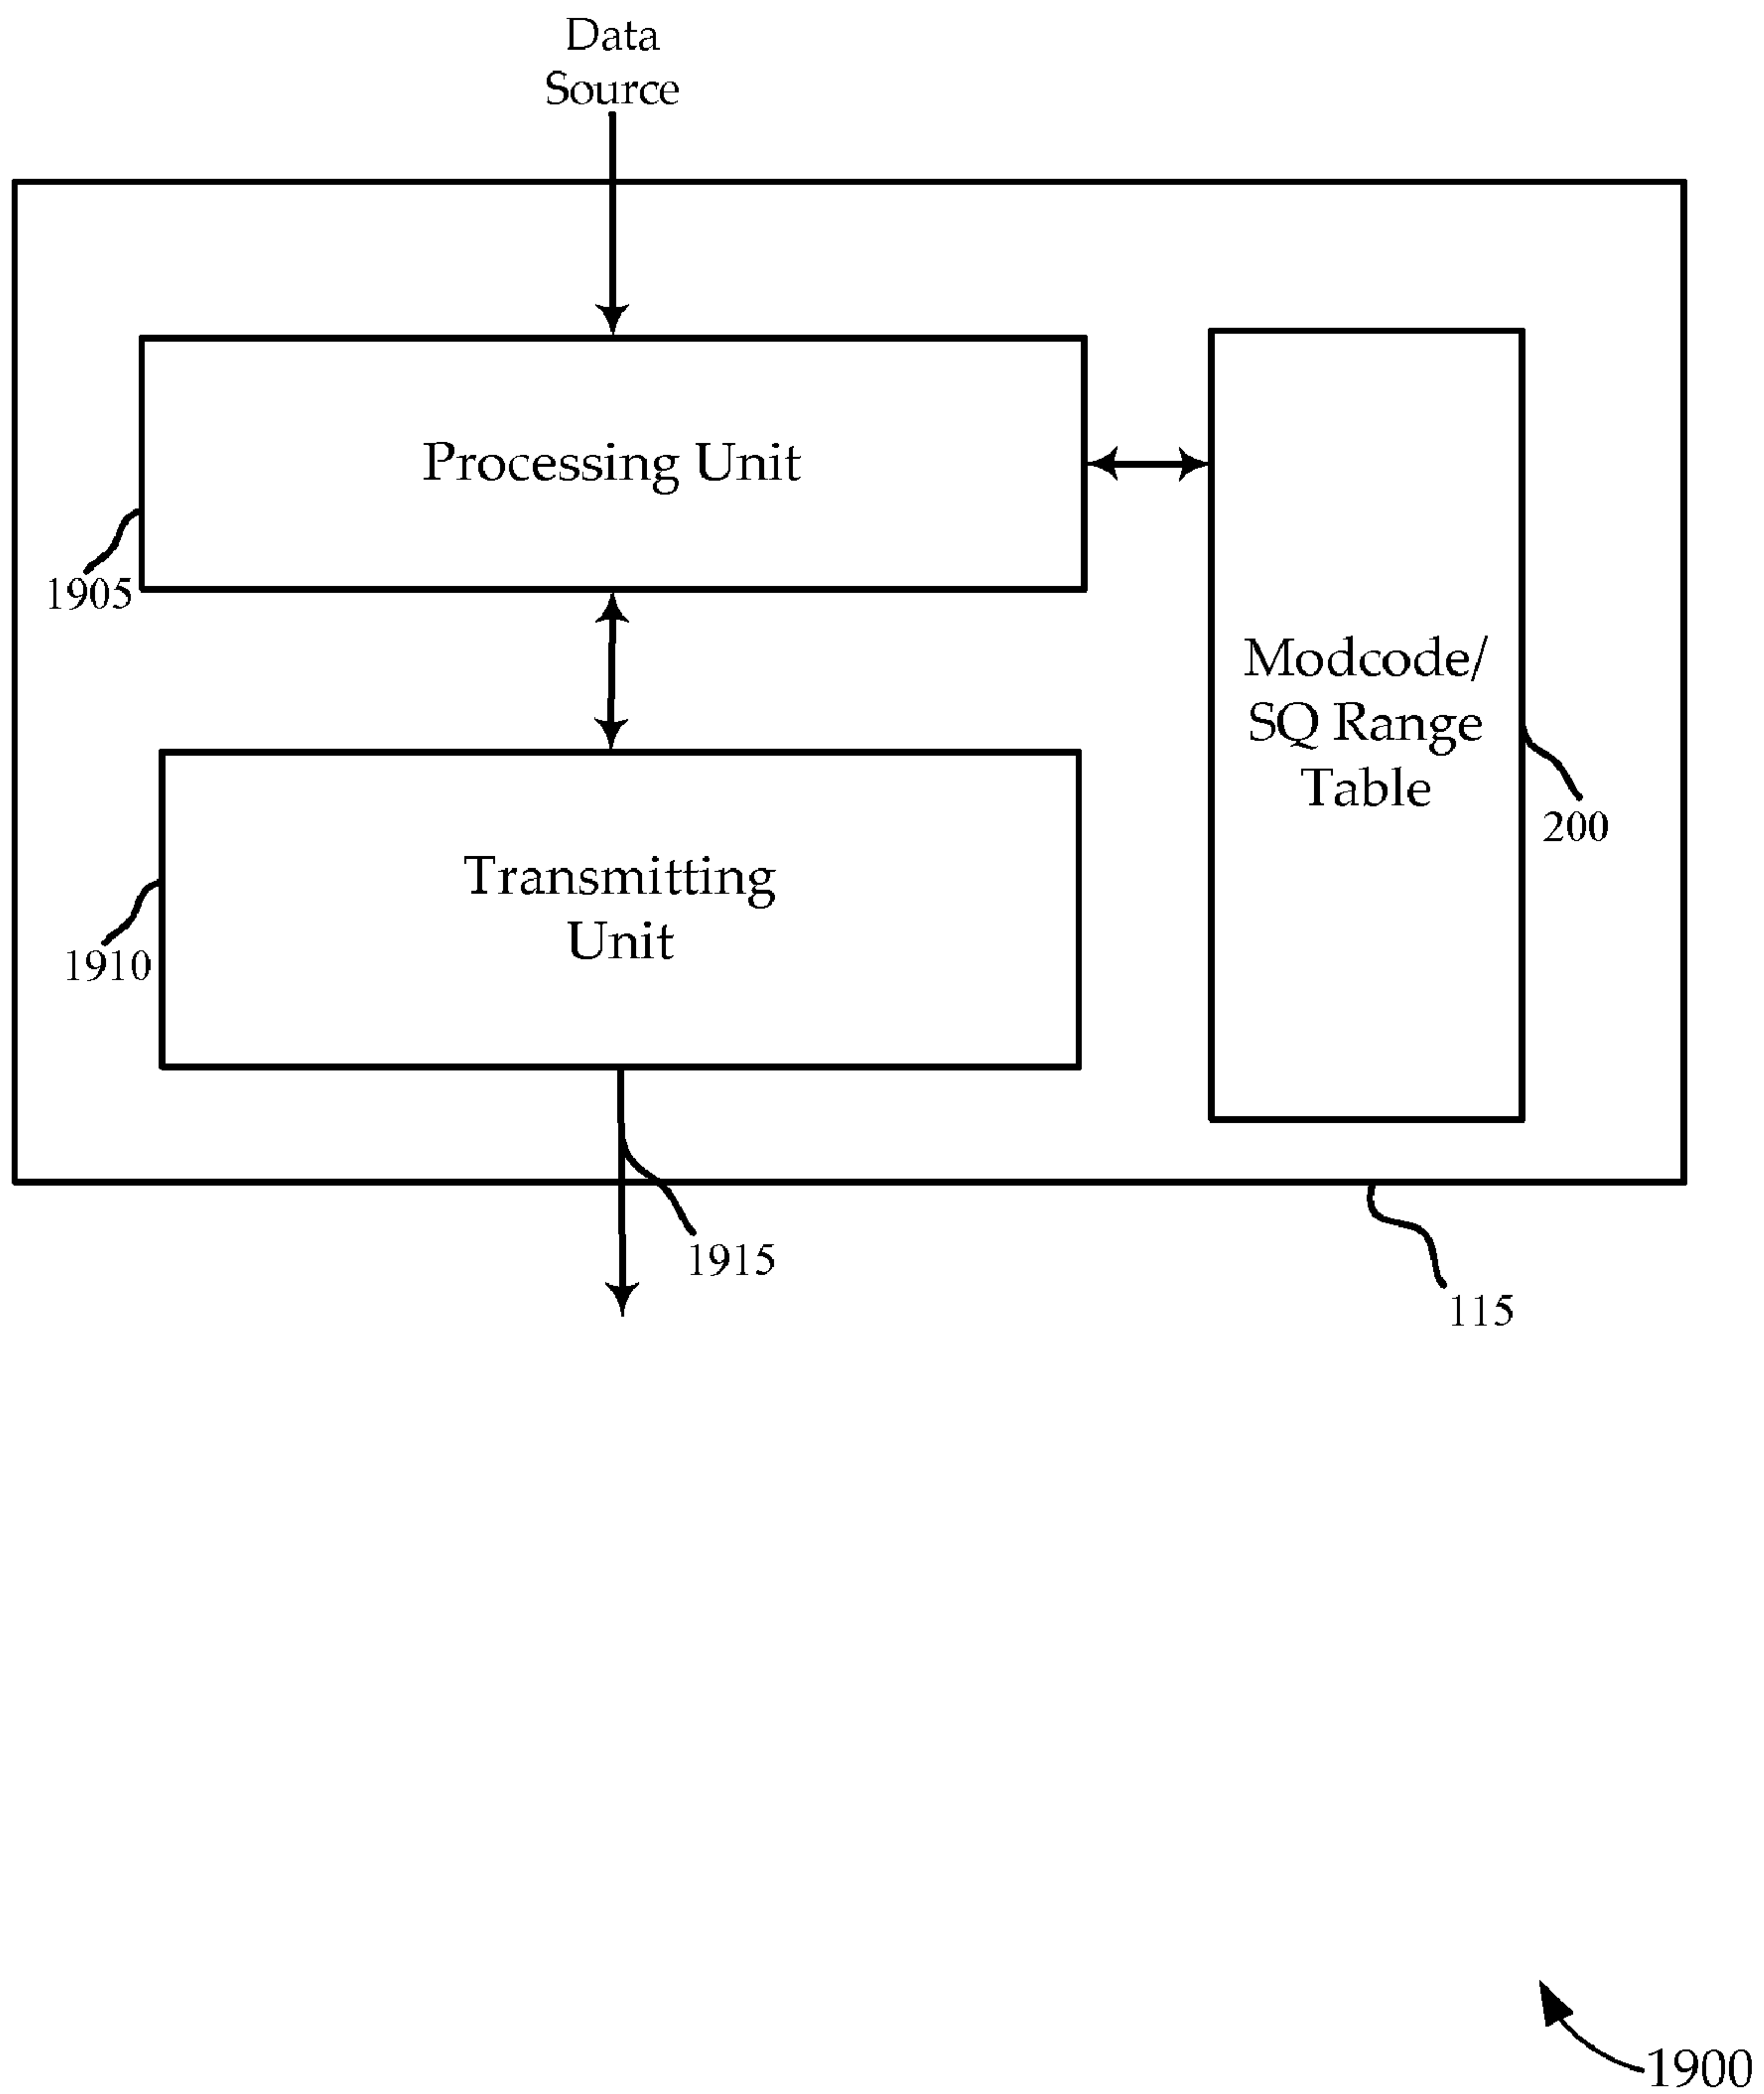 Data
Source
Processing Unit
1905
Modcode/
SQ Range
Table
200
Transmitting
Unit
1910
1915
115
1900